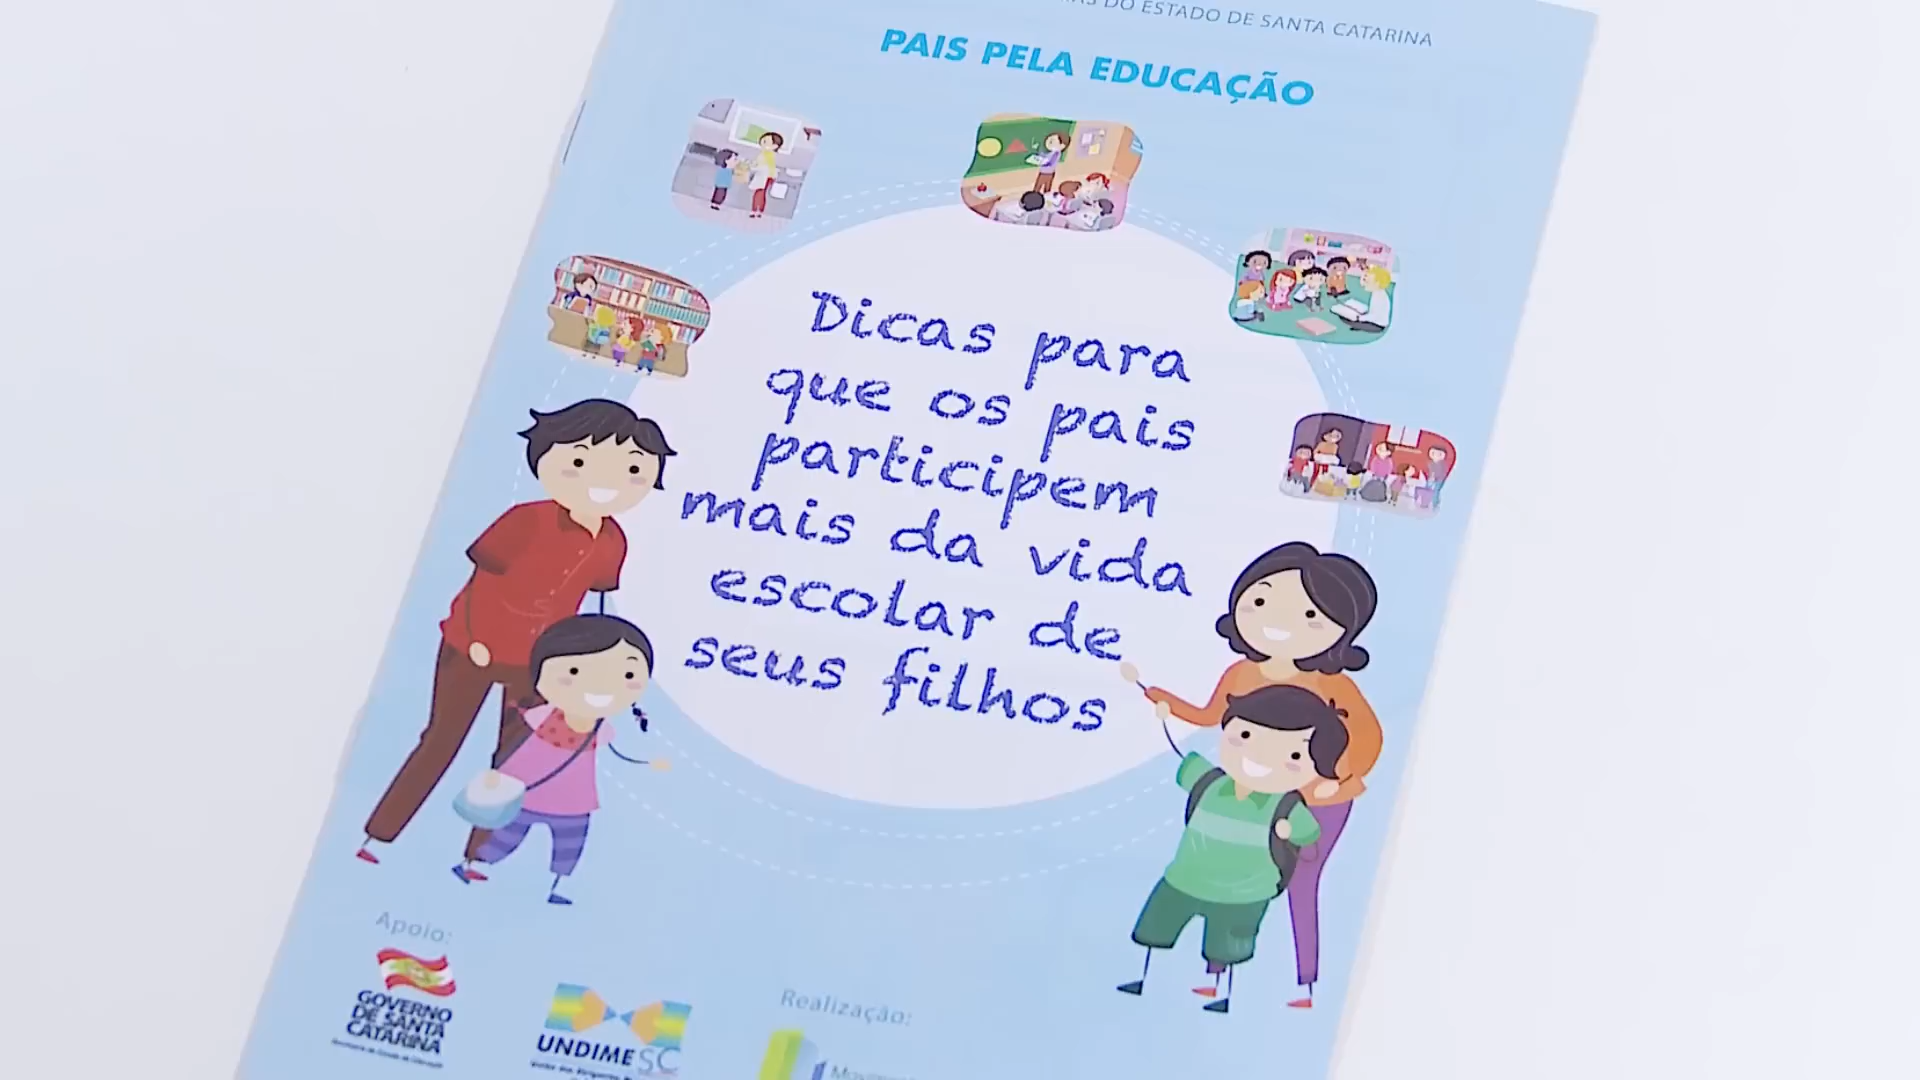 DO ESTADO DE SANTA CATARINA
PAIS PELA EDUCAÇÃO
Dicas para
que os pais
participem
mais da vida
escolar de
seus filhos
Apoio:
GOVERNO
DE SANTA
CATARINA
UNDIME SC
Realização: